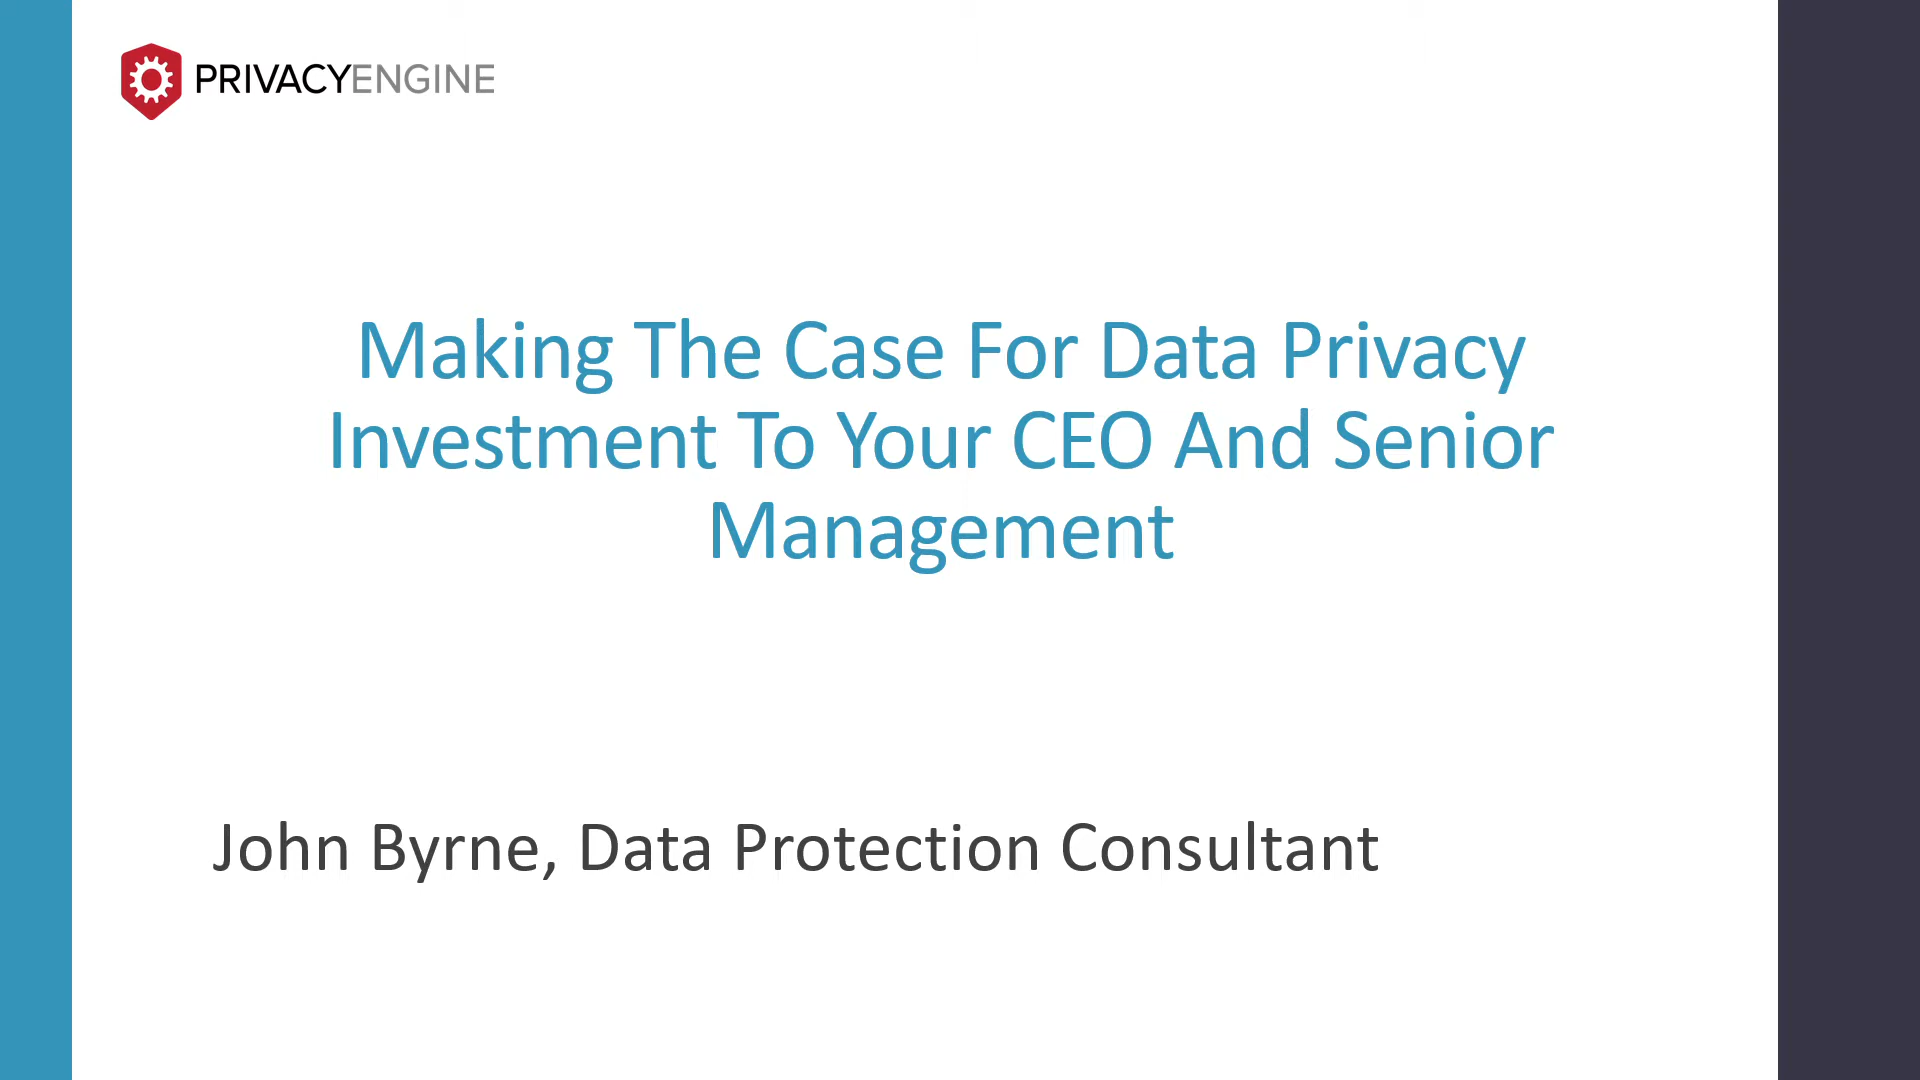 PRIVACYENGINE
Making The Case For Data Privacy
Investment To Your CEO And Senior
Management
John Byrne, Data Protection Consultant